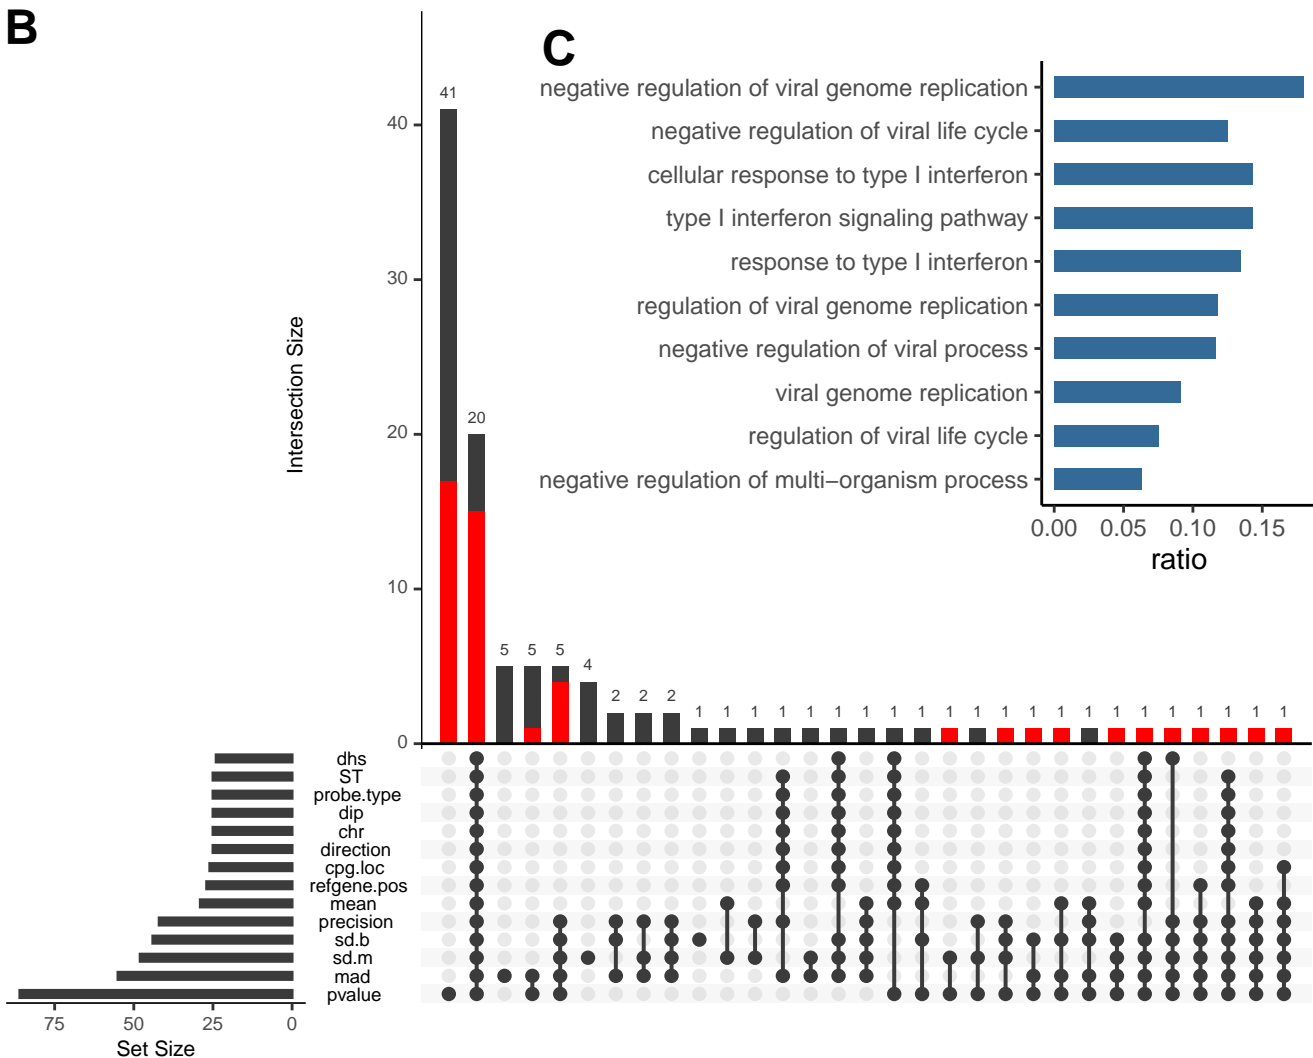 B
C
negative regulation of viral genome replication
negative regulation of viral life cycle
cellular response to type I interferon
type I interferon signaling pathway
response to type I interferon
regulation of viral genome replication
negative regulation of viral process
viral genome replication
regulation of viral life cycle
negative regulation of multi−organism process
0.00 0.05 0.10 0.15
ratio
Intersection Size
40
30
20
10
0
41
20
5 5 5 4 2 2 2 1 1 1 1 1 1 1 1 1 1 1 1 1 1 1 1 1 1 1 1 1 1
dhs
ST
probe.type
dip
chr
direction
cpg.loc
refgene.pos
mean
precision
sd.b
sd.m
mad
pvalue
75 50 25 0
Set Size